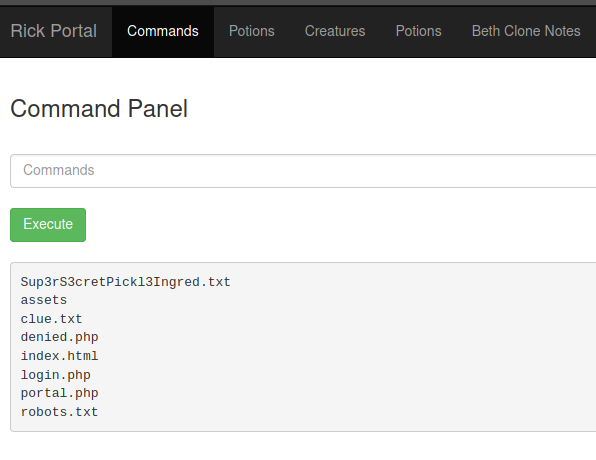 Rick Portal Commands Potions Creatures Potions Beth Clone Notes
Command Panel
Commands
Execute
Sup3rS3cretPickl3Ingred.txt
assets
clue.txt
denied.php
index.html
login.php
portal.php
robots.txt